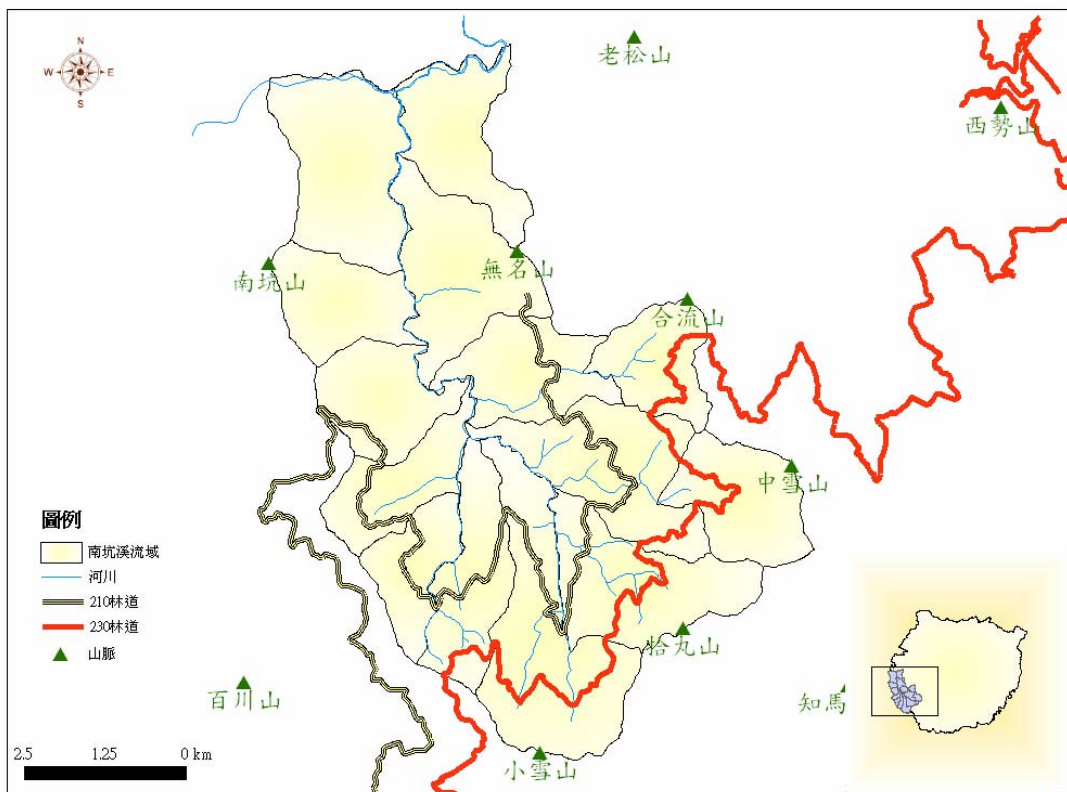 N
W E
S
老松山
西勢山
無名山
南坑山
合流山
中雪山
圖例
南坑溪流域
河川
210林道
230林道
山脈
拾丸山
百川山
知馬
小雪山
2.5 1.25 0 km